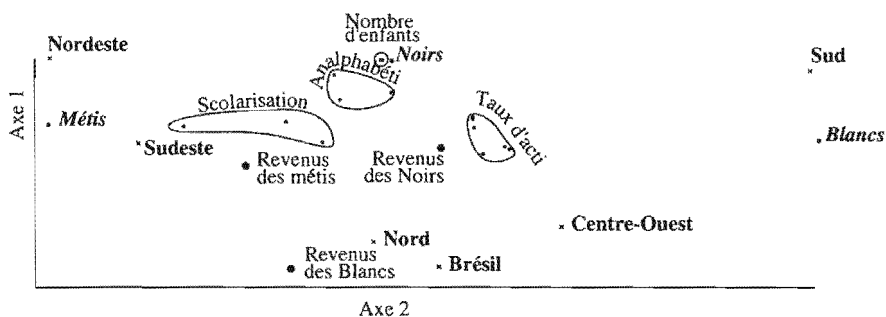 Nombre
d'enfants
Nordeste
Noirs
Sud
Analphabéti
Scolarisation
Taux d'acti
Axe 1
Métis
Blancs
Sudeste
Revenus
des métis
Revenus
des Noirs
Centre-Ouest
Nord
Revenus
des Blancs
Brésil
Axe 2